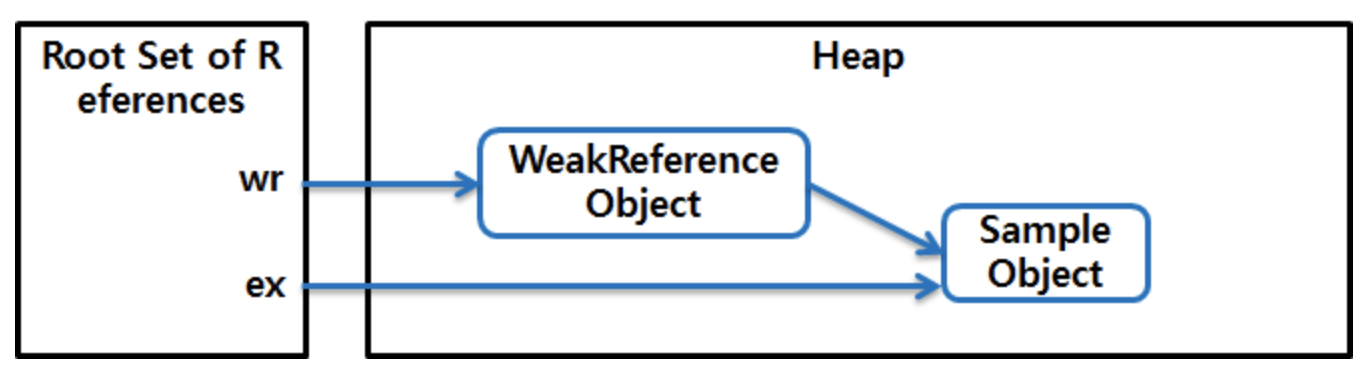 Root Set of R
eferences
wr
ex
Heap
WeakReference
Object
Sample
Object